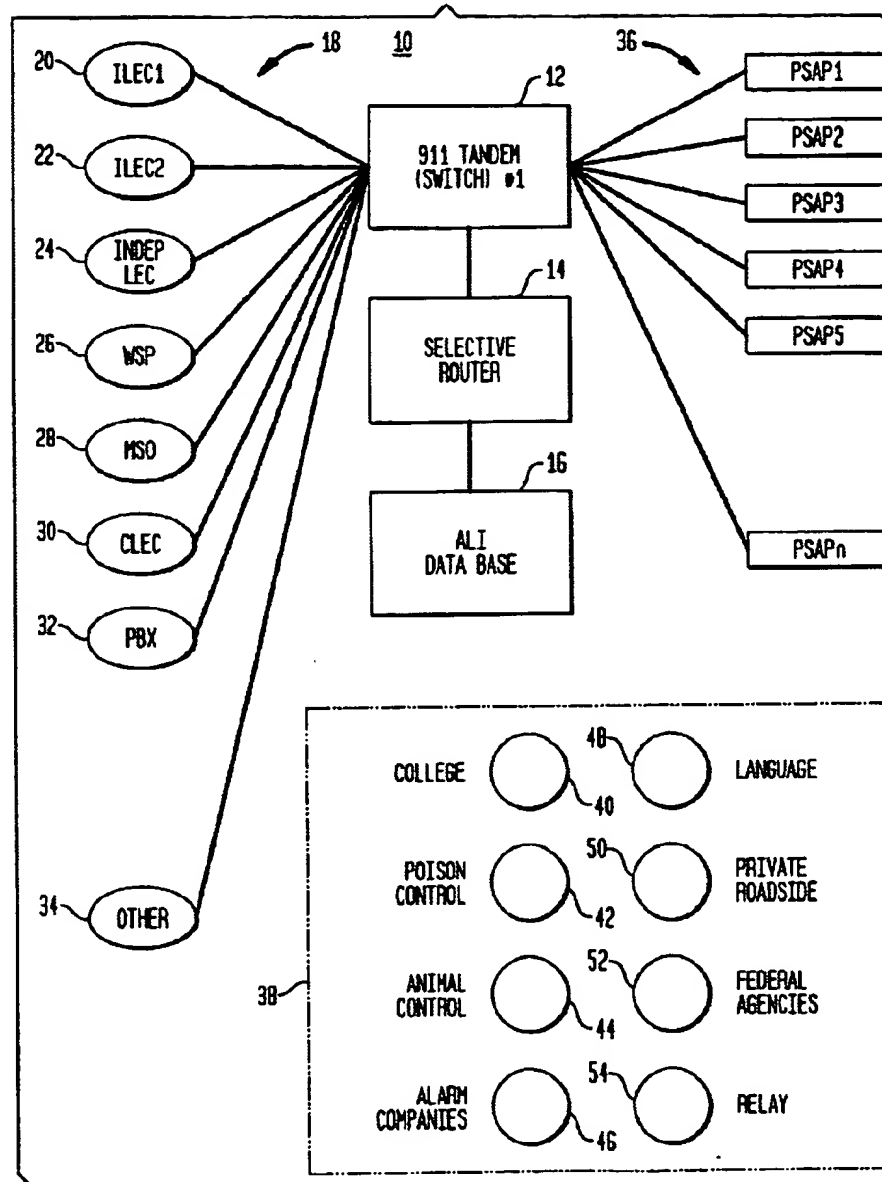 18
10
36
20
ILEC1
12
PSAP1
911 TANDEM
(SWITCH) #1
PSAP2
22
ILEC2
PSAP3
24
INDEP
LEC
14
PSAP4
26
WSP
SELECTIVE
ROUTER
PSAP5
28
MSO
16
30
CLEC
ALI
DATA BASE
PSAPn
32
PBX
34
OTHER
38
COLLEGE
40
48
LANGUAGE
POISON
CONTROL
42
50
PRIVATE
ROADSIDE
ANIMAL
CONTROL
44
52
FEDERAL
AGENCIES
ALARM
COMPANIES
46
54
RELAY